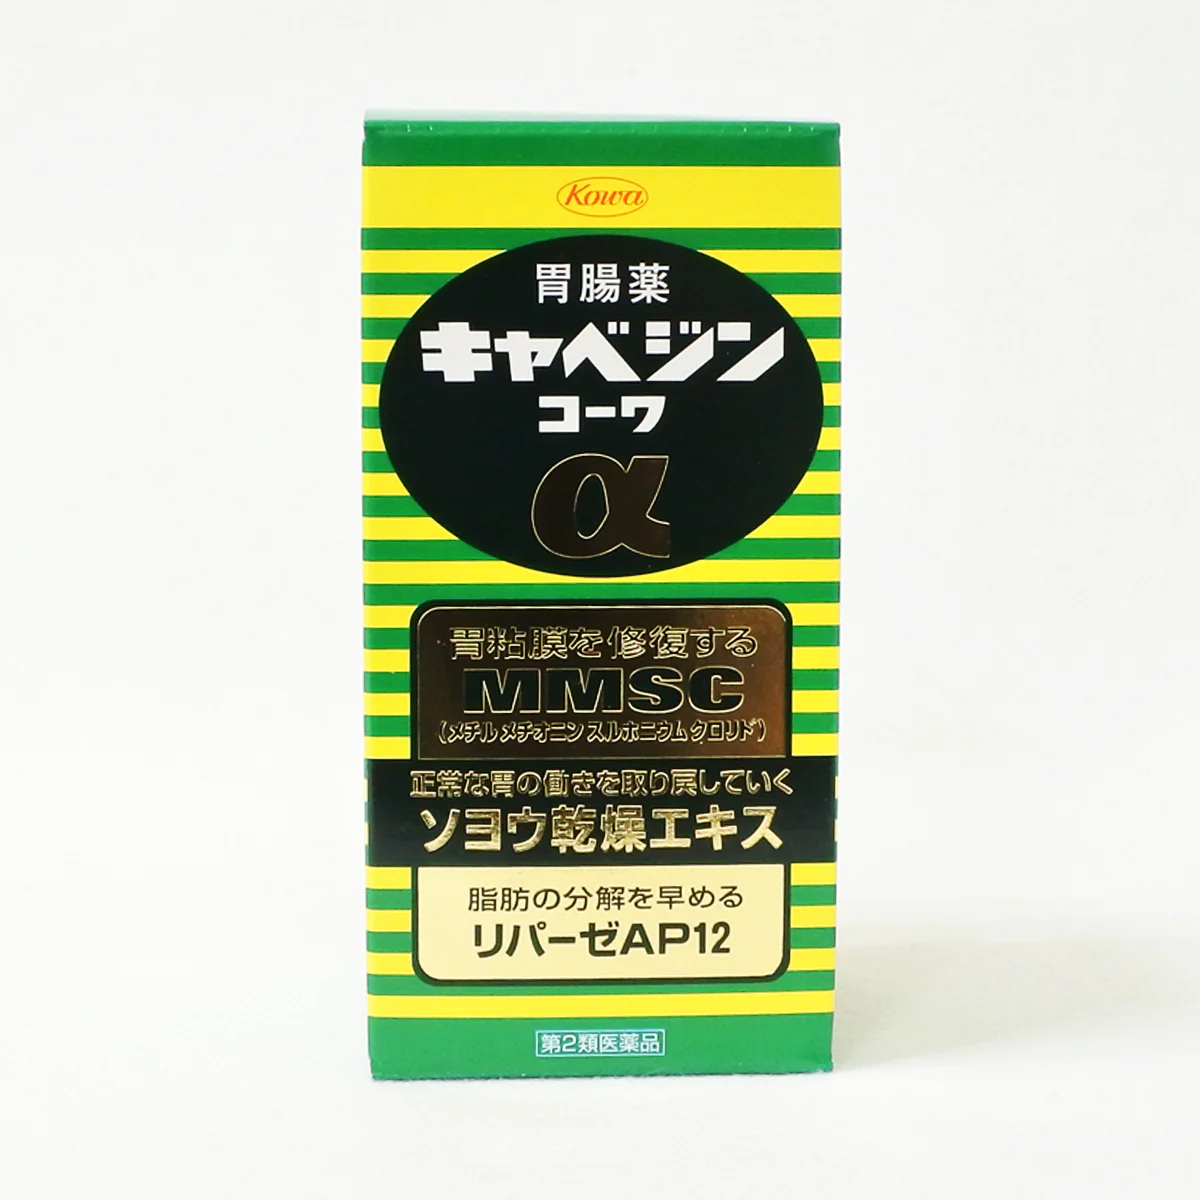 Kowa
胃腸薬
キャベジン
コーワ
α
胃粘膜を修復する
MMSC
(メチルメチオニンスルホニウムクロリド)
正常な胃の働きを取り戻していく
ソヨウ乾燥エキス
脂肪の分解を早める
リパーゼAP12
第2類医薬品